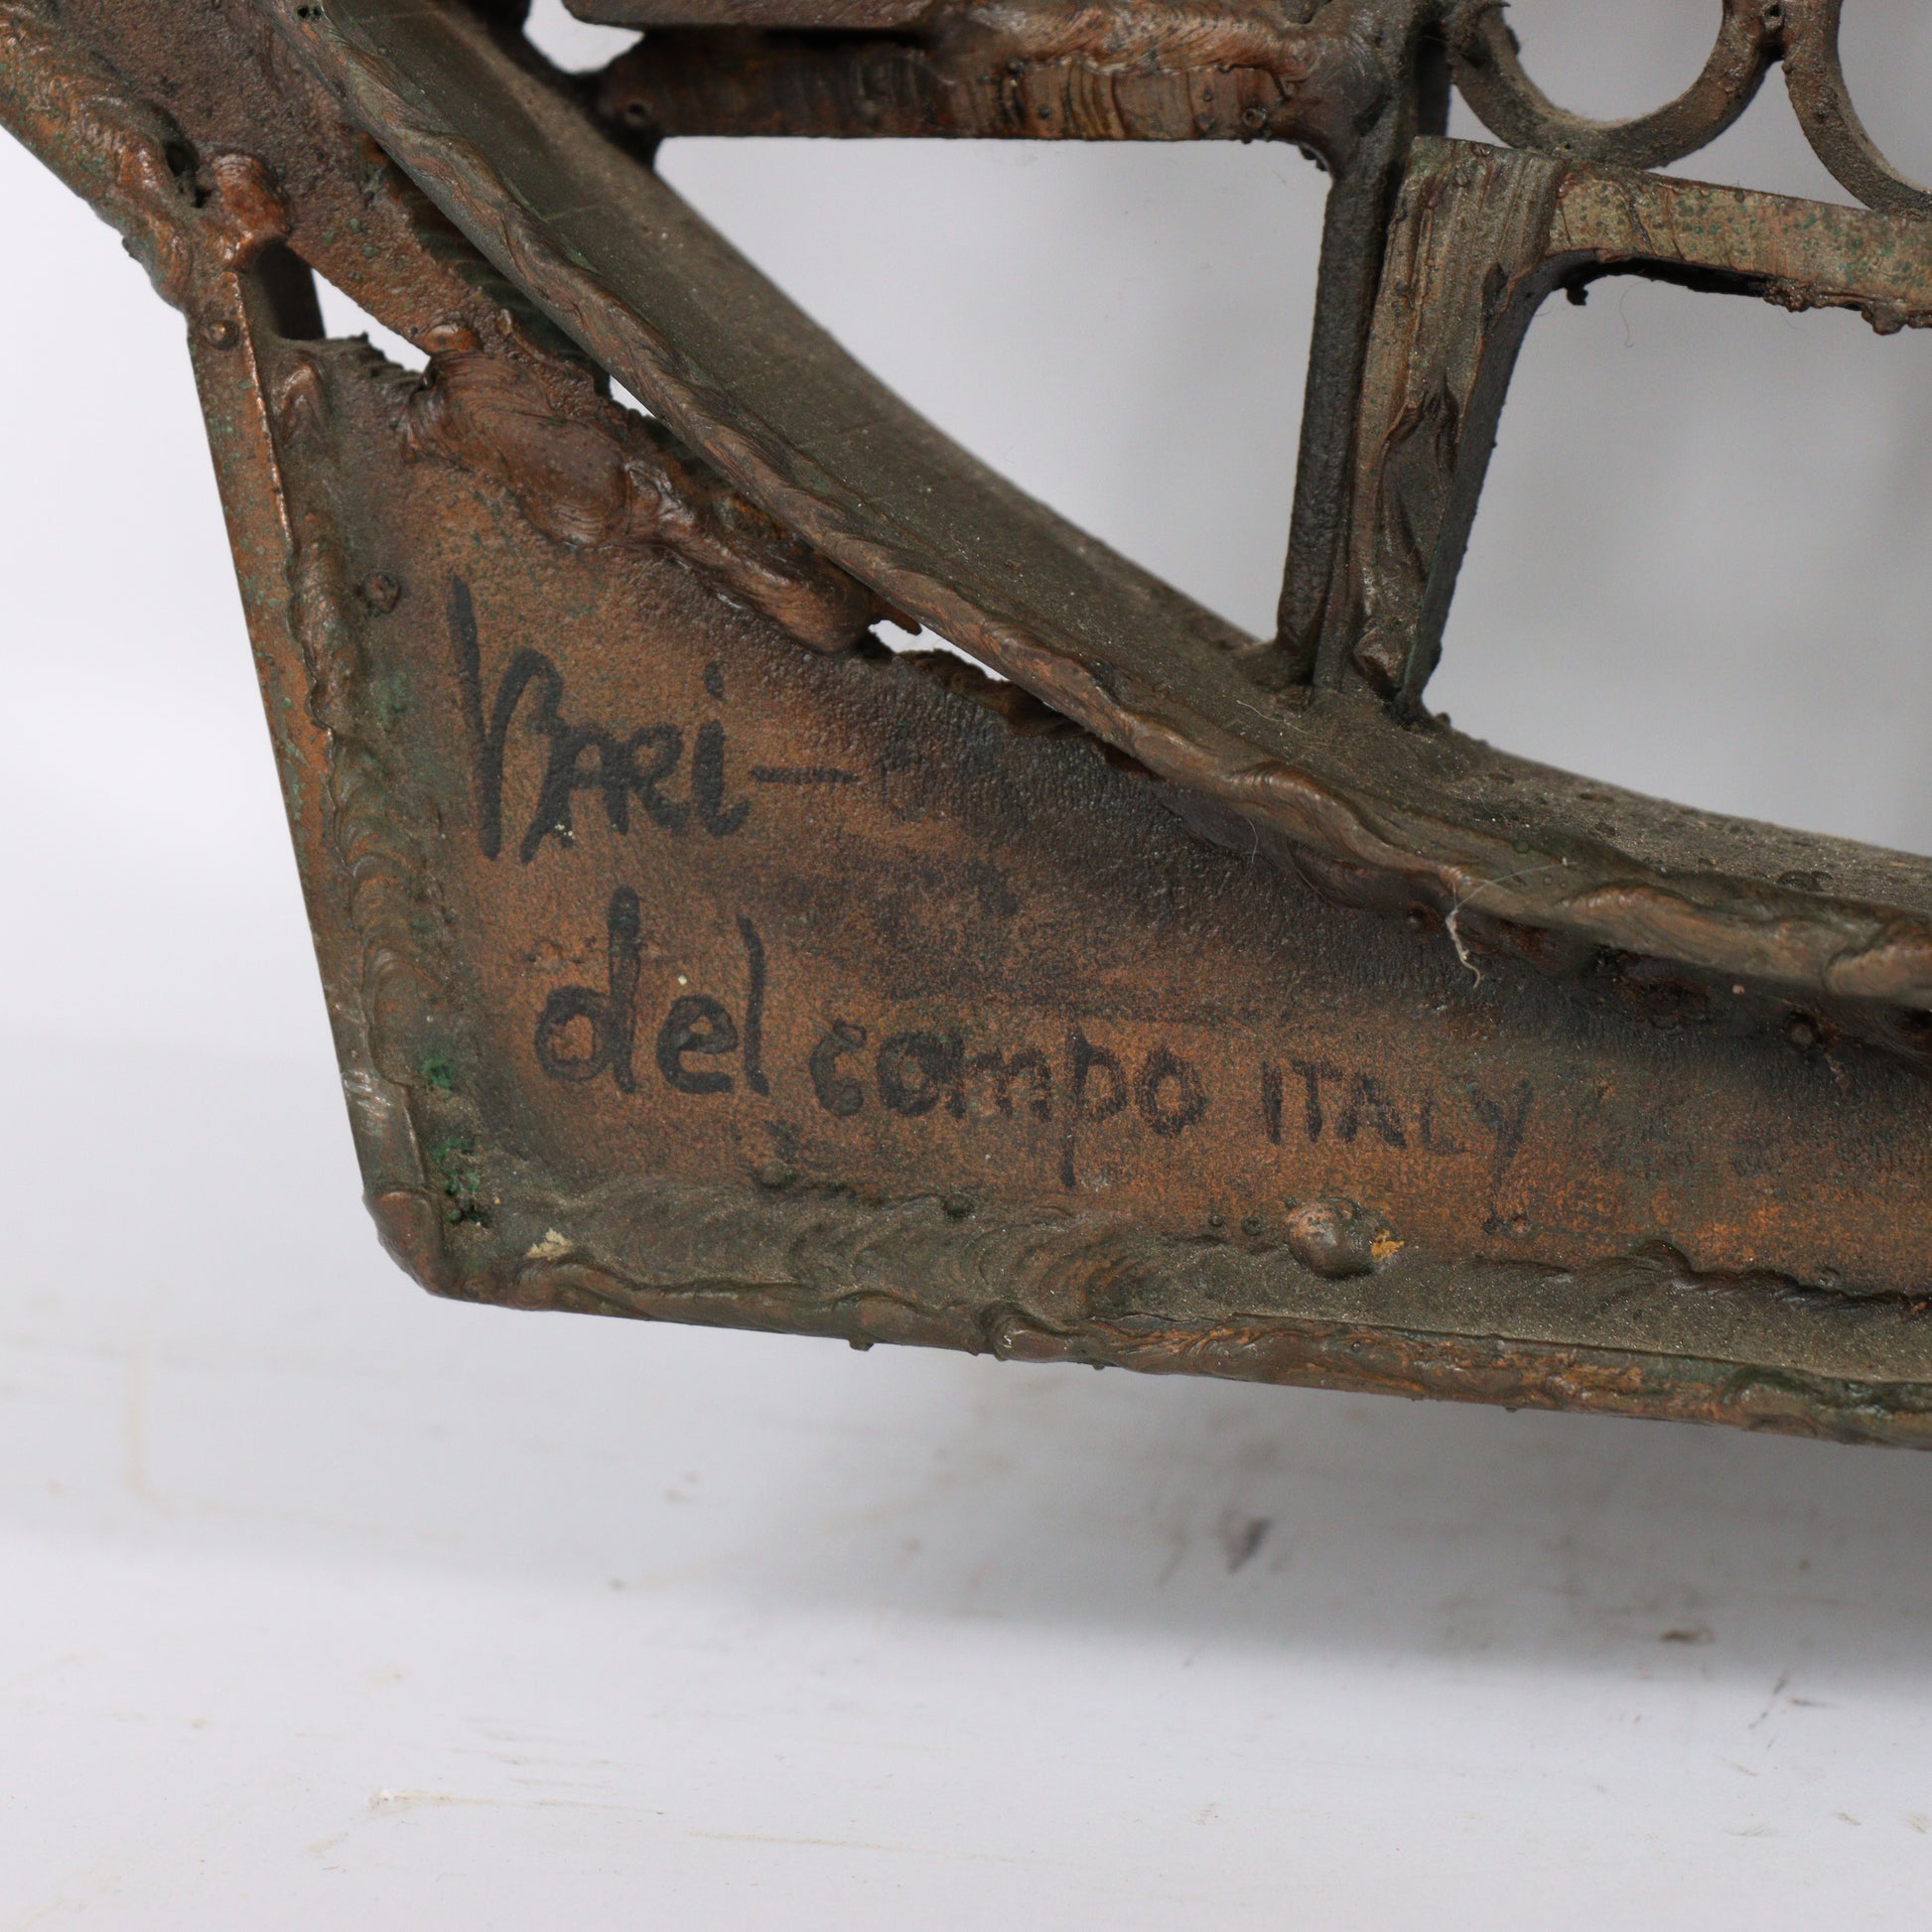 BARi —
del campo ITALY